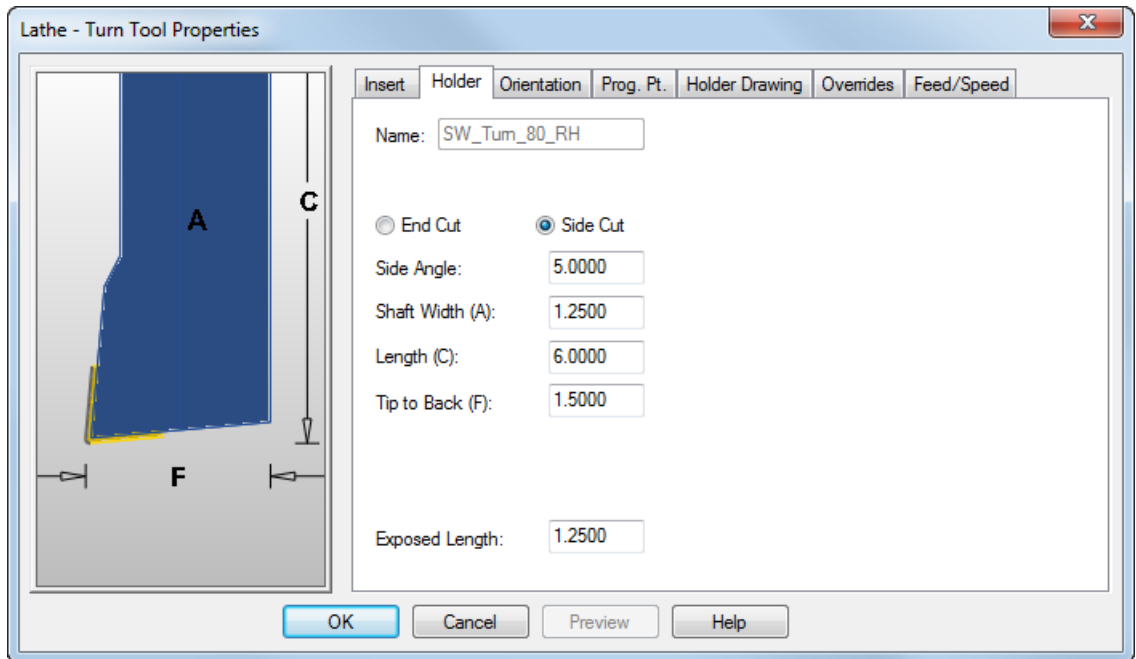 Lathe - Turn Tool Properties
Insert Holder Orientation Prog. Pt. Holder Drawing Overrides Feed/Speed
Name: SW_Turn_80_RH
End Cut Side Cut
Side Angle: 5.0000
Shaft Width (A): 1.2500
Length (C): 6.0000
Tip to Back (F): 1.5000
Exposed Length: 1.2500
A
C
F
OK Cancel Preview Help